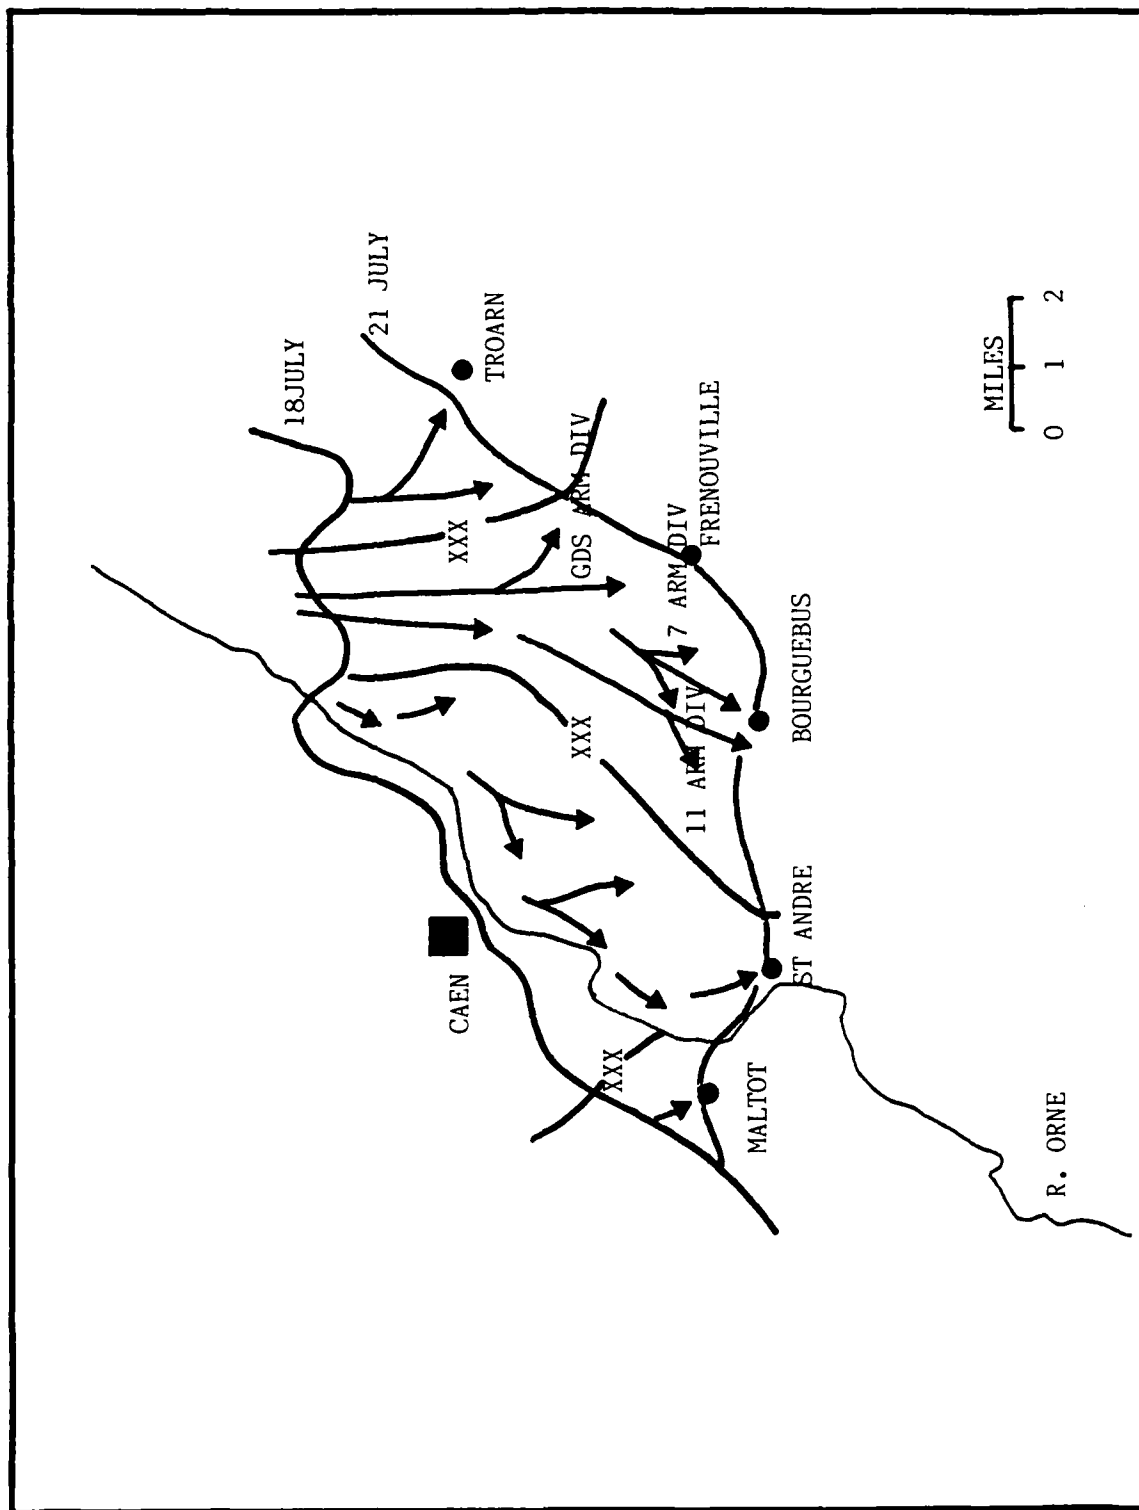 21 JULY
18JULY
TROARN
XXX
GDS ARM DIV
FRENOUVILLE
7 ARM DIV
XXX
11 ARM DIV
BOURGUEBUS
CAEN
ST ANDRE
XXX
MALTOT
R. ORNE
MILES
0 1 2